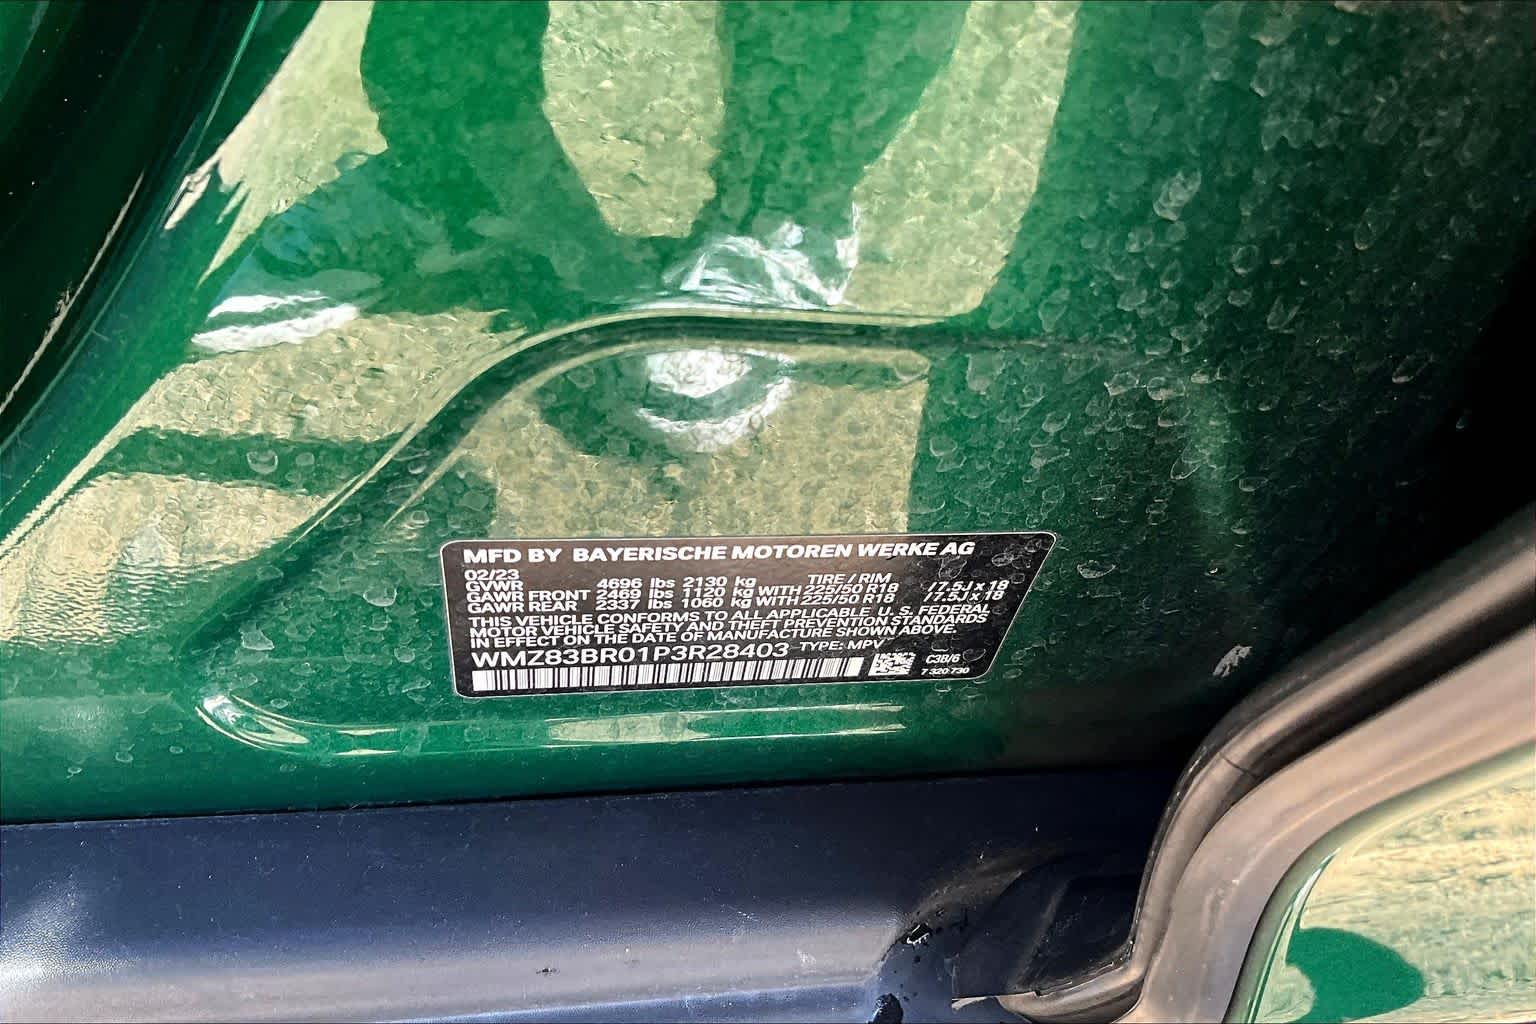 MFD BY BAYERISCHE MOTOREN WERKE AG
02/23 TIRE / RIM
GVWR 4696 lbs 2130 kg
GAWR FRONT 2469 lbs 1120 kg WITH 225/50 R18 / 7.5J x 18
GAWR REAR 2337 lbs 1060 kg WITH 225/50 R18 / 7.5J x 18
THIS VEHICLE CONFORMS TO ALL APPLICABLE U. S. FEDERAL
MOTOR VEHICLE SAFETY AND THEFT PREVENTION STANDARDS
IN EFFECT ON THE DATE OF MANUFACTURE SHOWN ABOVE.
WMZ83BR01P3R28403 TYPE: MPV
C3B/6
7 320 730